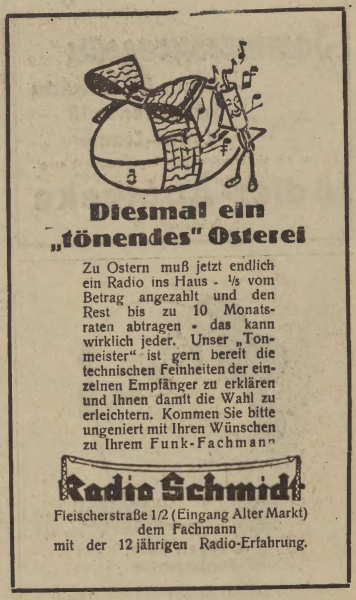 Diesmal ein
„tönendes" Osterei
Zu Ostern muß jetzt endlich
ein Radio ins Haus - ⅕ vom
Betrag angezahlt und den
Rest bis zu 10 Monats-
raten abtragen - das kann
wirklich jeder. Unser „Ton-
meister" ist gern bereit die
technischen Feinheiten der ein-
zelnen Empfänger zu erklären
und Ihnen damit die Wahl zu
erleichtern. Kommen Sie bitte
ungeniert mit Ihren Wünschen
zu Ihrem Funk-Fachmann
Radio Schmidt
Fleischerstraße 1/2 (Eingang Alter Markt)
dem Fachmann
mit der 12jährigen Radio-Erfahrung.